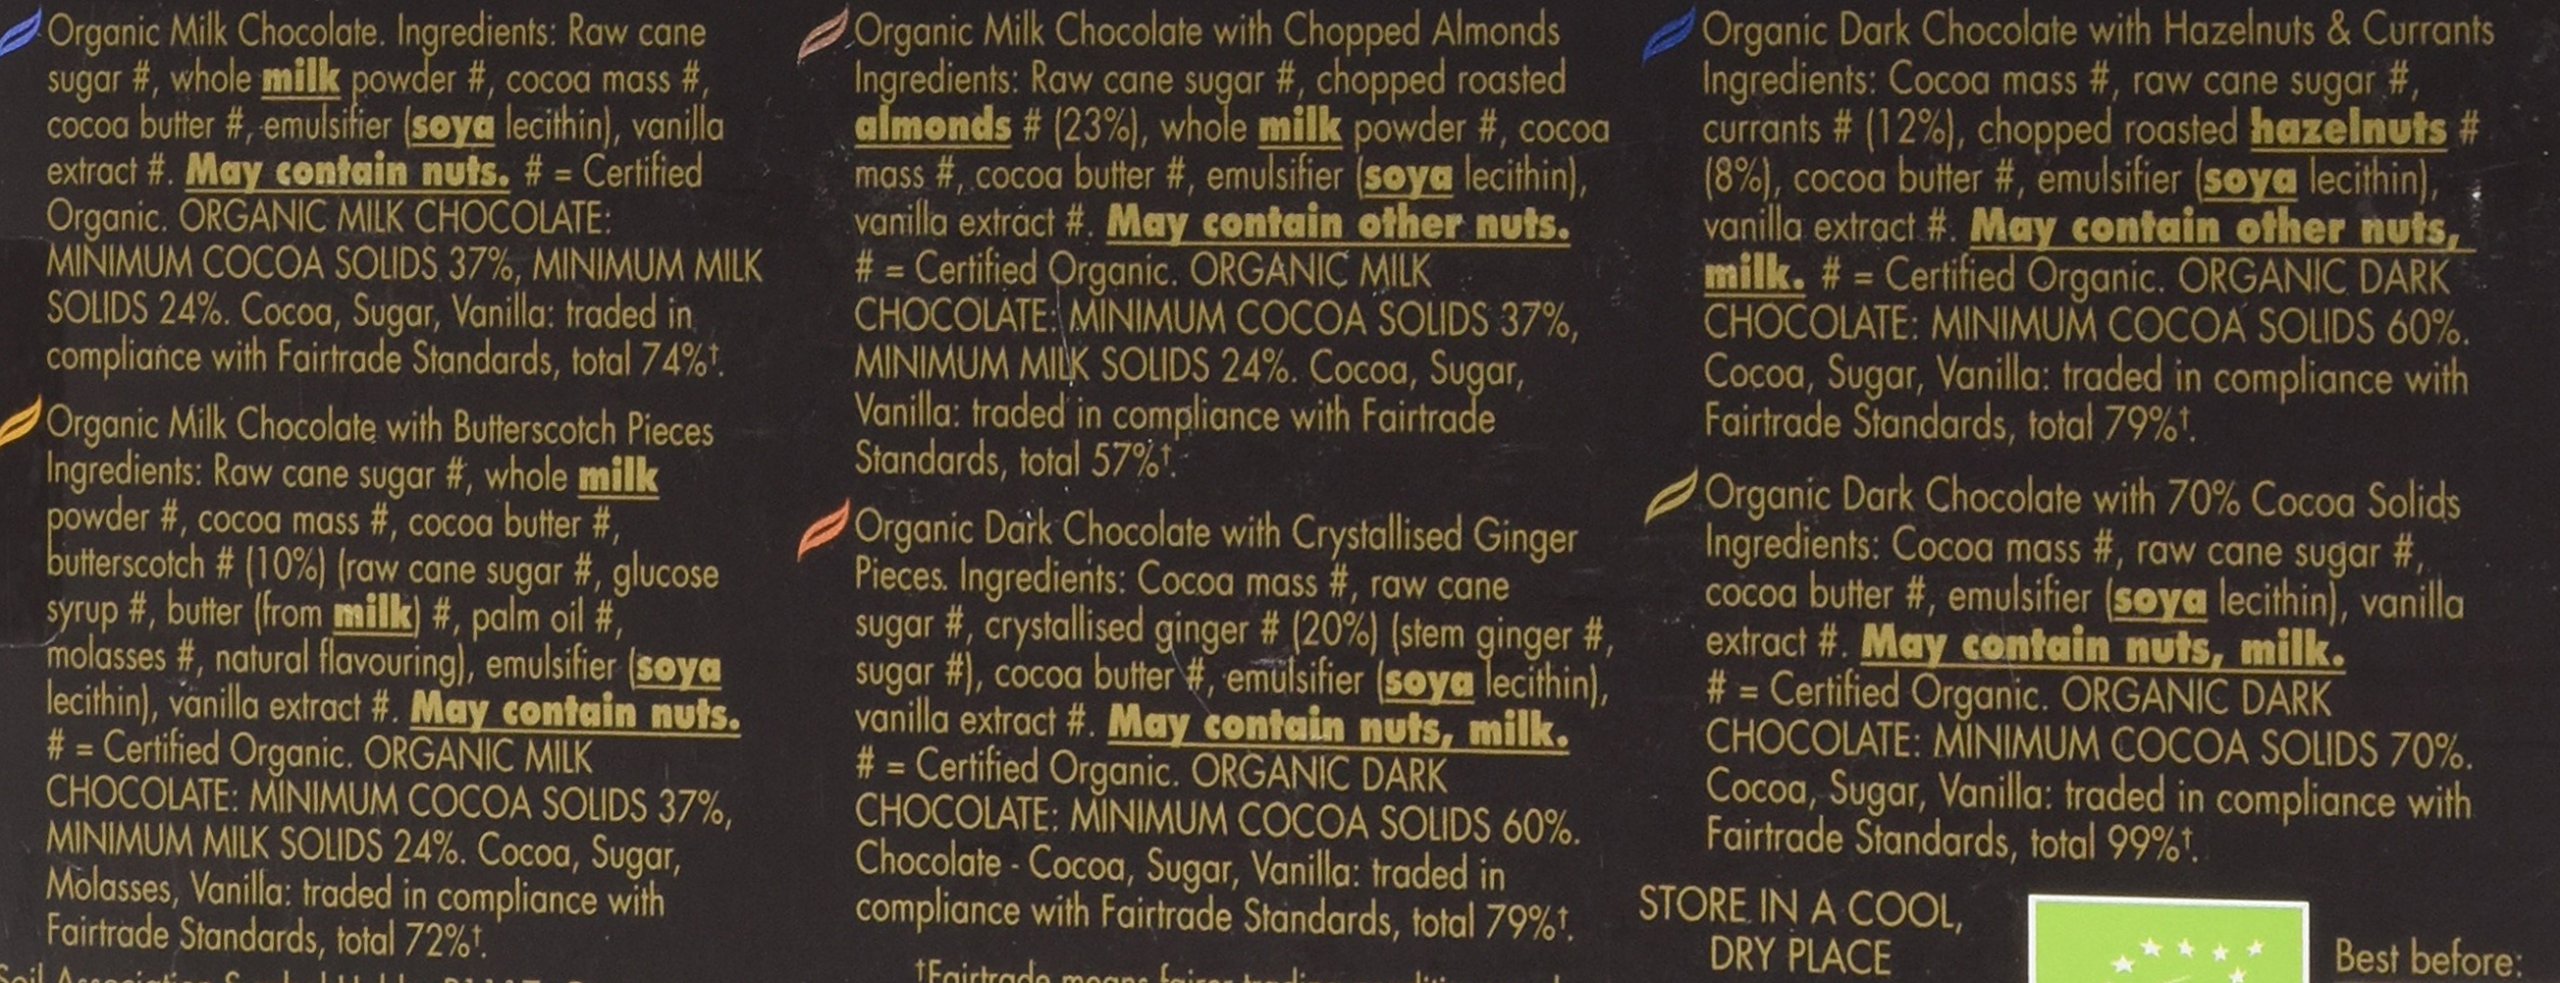 Organic Milk Chocolate. Ingredients: Raw cane
sugar #, whole milk powder #, cocoa mass #,
cocoa butter #, emulsifier (soya lecithin), vanilla
extract #. May contain nuts. # = Certified
Organic. ORGANIC MILK CHOCOLATE:
MINIMUM COCOA SOLIDS 37%, MINIMUM MILK
SOLIDS 24%. Cocoa, Sugar, Vanilla: traded in
compliance with Fairtrade Standards, total 74%†.
Organic Milk Chocolate with Butterscotch Pieces
Ingredients: Raw cane sugar #, whole milk
powder #, cocoa mass #, cocoa butter #,
butterscotch # (10%) (raw cane sugar #, glucose
syrup #, butter (from milk) #, palm oil #,
molasses #, natural flavouring), emulsifier (soya
lecithin), vanilla extract #. May contain nuts.
# = Certified Organic. ORGANIC MILK
CHOCOLATE: MINIMUM COCOA SOLIDS 37%,
MINIMUM MILK SOLIDS 24%. Cocoa, Sugar,
Molasses, Vanilla: traded in compliance with
Fairtrade Standards, total 72%†.
Soil Association
Organic Milk Chocolate with Chopped Almonds
Ingredients: Raw cane sugar #, chopped roasted
almonds # (23%), whole milk powder #, cocoa
mass #, cocoa butter #, emulsifier (soya lecithin),
vanilla extract #. May contain other nuts.
# = Certified Organic. ORGANIC MILK
CHOCOLATE: MINIMUM COCOA SOLIDS 37%,
MINIMUM MILK SOLIDS 24%. Cocoa, Sugar,
Vanilla: traded in compliance with Fairtrade
Standards, total 57%†.
Organic Dark Chocolate with Crystallised Ginger
Pieces. Ingredients: Cocoa mass #, raw cane
sugar #, crystallised ginger # (20%) (stem ginger #,
sugar #), cocoa butter #, emulsifier (soya lecithin),
vanilla extract #. May contain nuts, milk.
# = Certified Organic. ORGANIC DARK
CHOCOLATE: MINIMUM COCOA SOLIDS 60%.
Chocolate - Cocoa, Sugar, Vanilla: traded in
compliance with Fairtrade Standards, total 79%†.
†Fairtrade means fairer trading
Organic Dark Chocolate with Hazelnuts & Currants
Ingredients: Cocoa mass #, raw cane sugar #,
currants # (12%), chopped roasted hazelnuts #
(8%), cocoa butter #, emulsifier (soya lecithin),
vanilla extract #. May contain other nuts,
milk. # = Certified Organic. ORGANIC DARK
CHOCOLATE: MINIMUM COCOA SOLIDS 60%.
Cocoa, Sugar, Vanilla: traded in compliance with
Fairtrade Standards, total 79%†.
Organic Dark Chocolate with 70% Cocoa Solids
Ingredients: Cocoa mass #, raw cane sugar #,
cocoa butter #, emulsifier (soya lecithin), vanilla
extract #. May contain nuts, milk.
# = Certified Organic. ORGANIC DARK
CHOCOLATE: MINIMUM COCOA SOLIDS 70%.
Cocoa, Sugar, Vanilla: traded in compliance with
Fairtrade Standards, total 99%†.
STORE IN A COOL,
DRY PLACE
Best before: